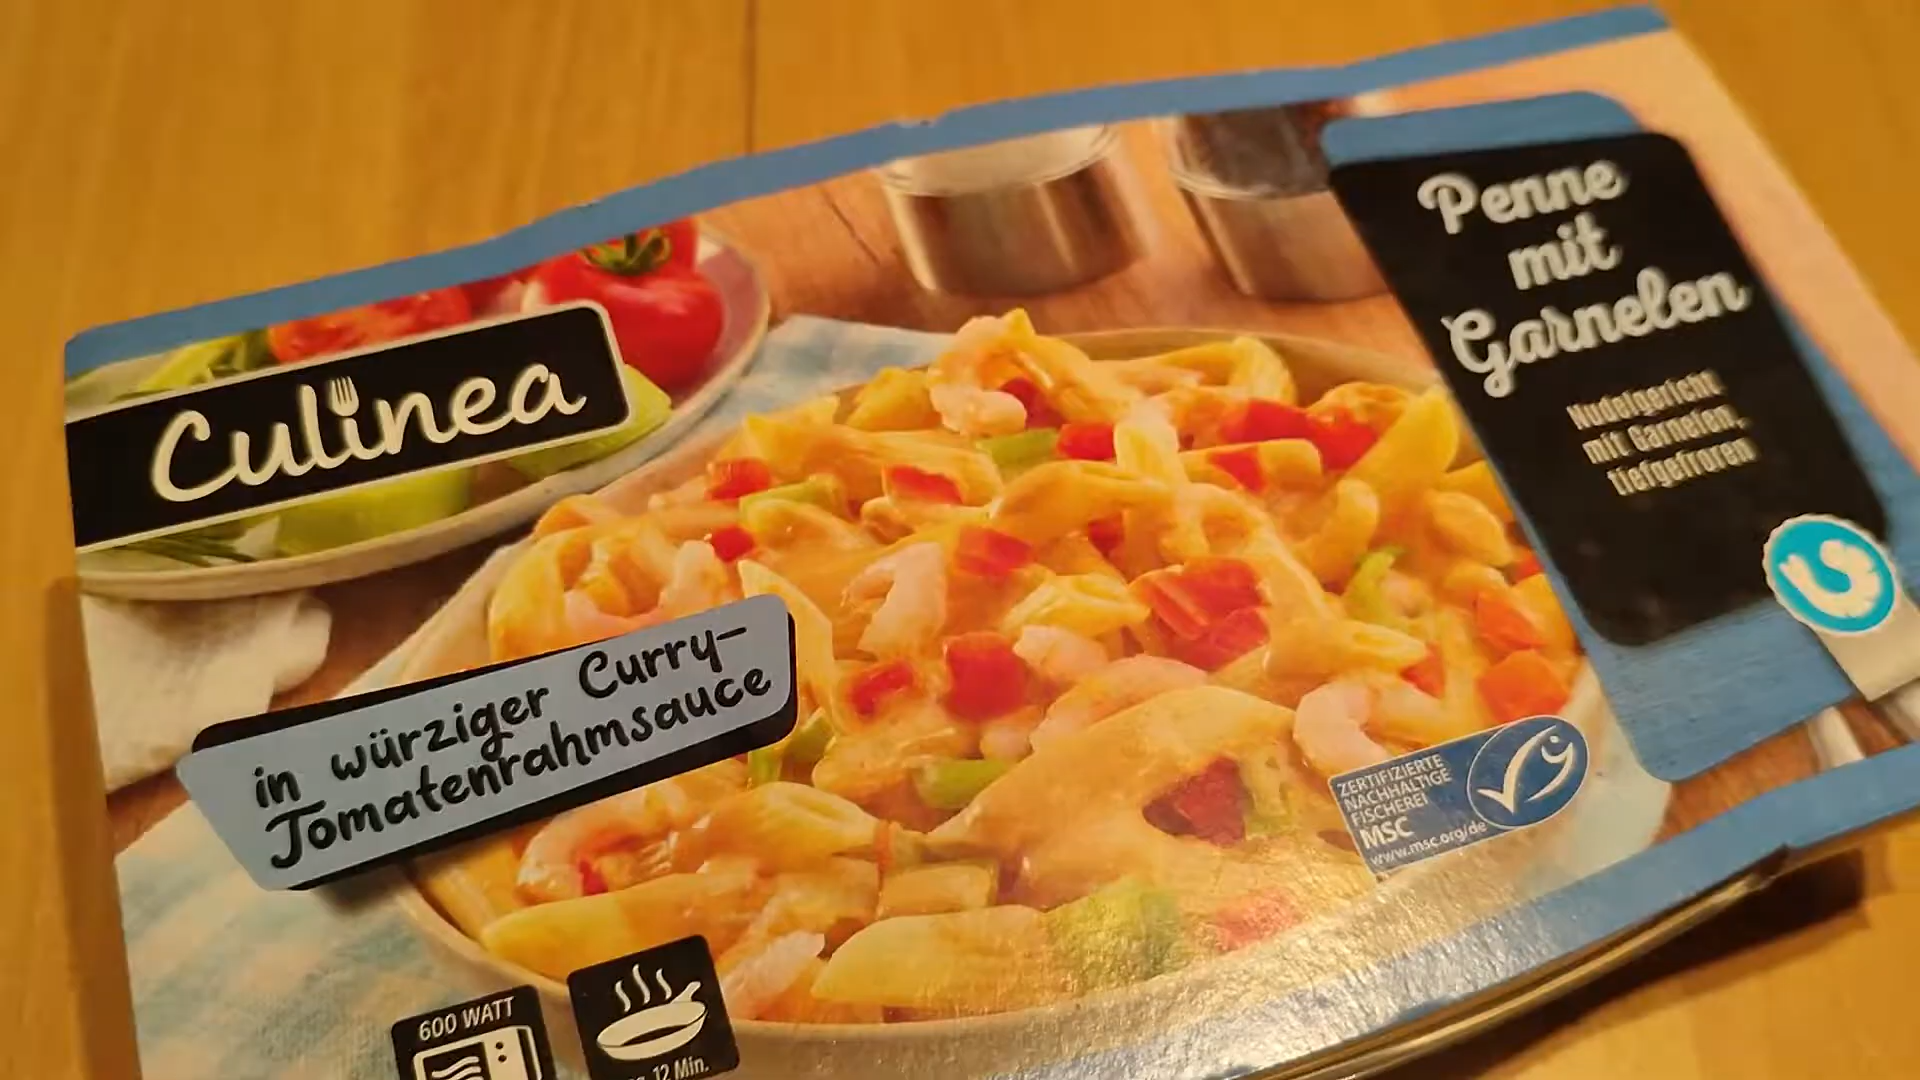 Culinea
Penne
mit
Garnelen
Nudelgericht
mit Garnelen,
tiefgefroren
in würziger Curry-
Tomatenrahmsauce
ZERTIFIZIERTE
NACHHALTIGE
FISCHEREI
MSC
www.msc.org/de
600 WATT
12 Min.